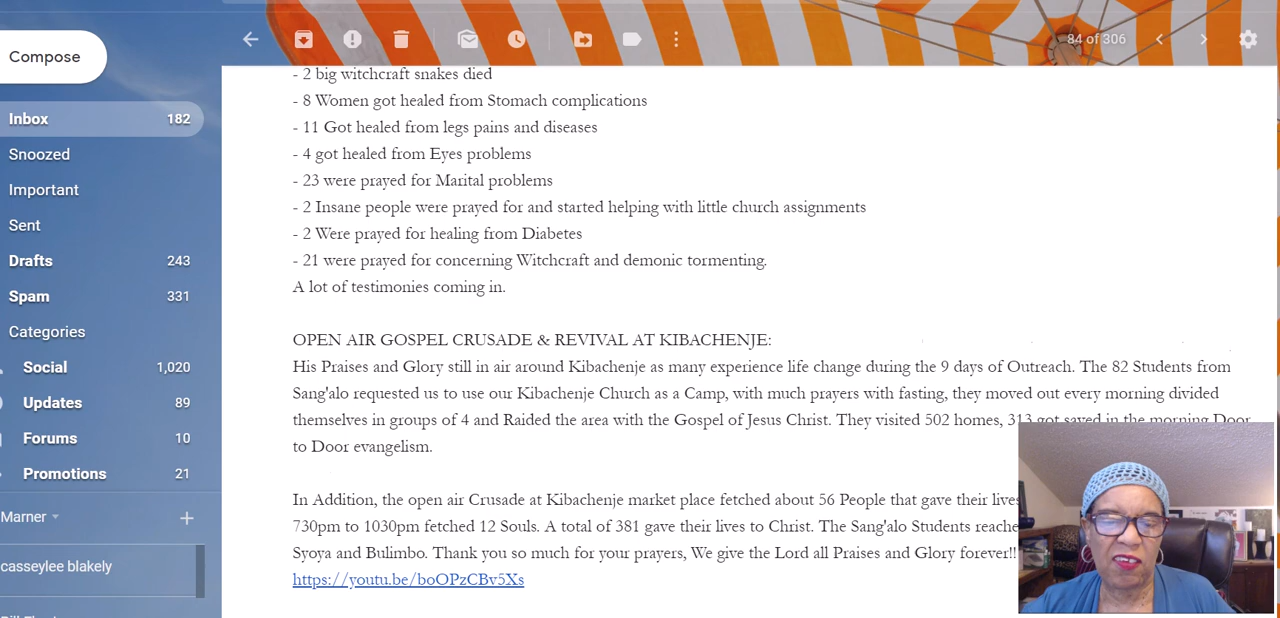 Compose
84 of 306
Inbox 182
Snoozed
Important
Sent
Drafts 243
Spam 331
Categories
Social 1,020
Updates 89
Forums 10
Promotions 21
Marner
casseylee blakely
- 2 big witchcraft snakes died
- 8 Women got healed from Stomach complications
- 11 Got healed from legs pains and diseases
- 4 got healed from Eyes problems
- 23 were prayed for Marital problems
- 2 Insane people were prayed for and started helping with little church assignments
- 2 Were prayed for healing from Diabetes
- 21 were prayed for concerning Witchcraft and demonic tormenting.
A lot of testimonies coming in.
OPEN AIR GOSPEL CRUSADE & REVIVAL AT KIBACHENJE:
His Praises and Glory still in air around Kibachenje as many experience life change during the 9 days of Outreach. The 82 Students from
Sang'alo requested us to use our Kibachenje Church as a Camp, with much prayers with fasting, they moved out every morning divided
themselves in groups of 4 and Raided the area with the Gospel of Jesus Christ. They visited 502 homes, 313 got saved in the morning Door
to Door evangelism.
In Addition, the open air Crusade at Kibachenje market place fetched about 56 People that gave their lives
730pm to 1030pm fetched 12 Souls. A total of 381 gave their lives to Christ. The Sang'alo Students reache
Syoya and Bulimbo. Thank you so much for your prayers, We give the Lord all Praises and Glory forever!!
https://youtu.be/boOPzCBv5Xs